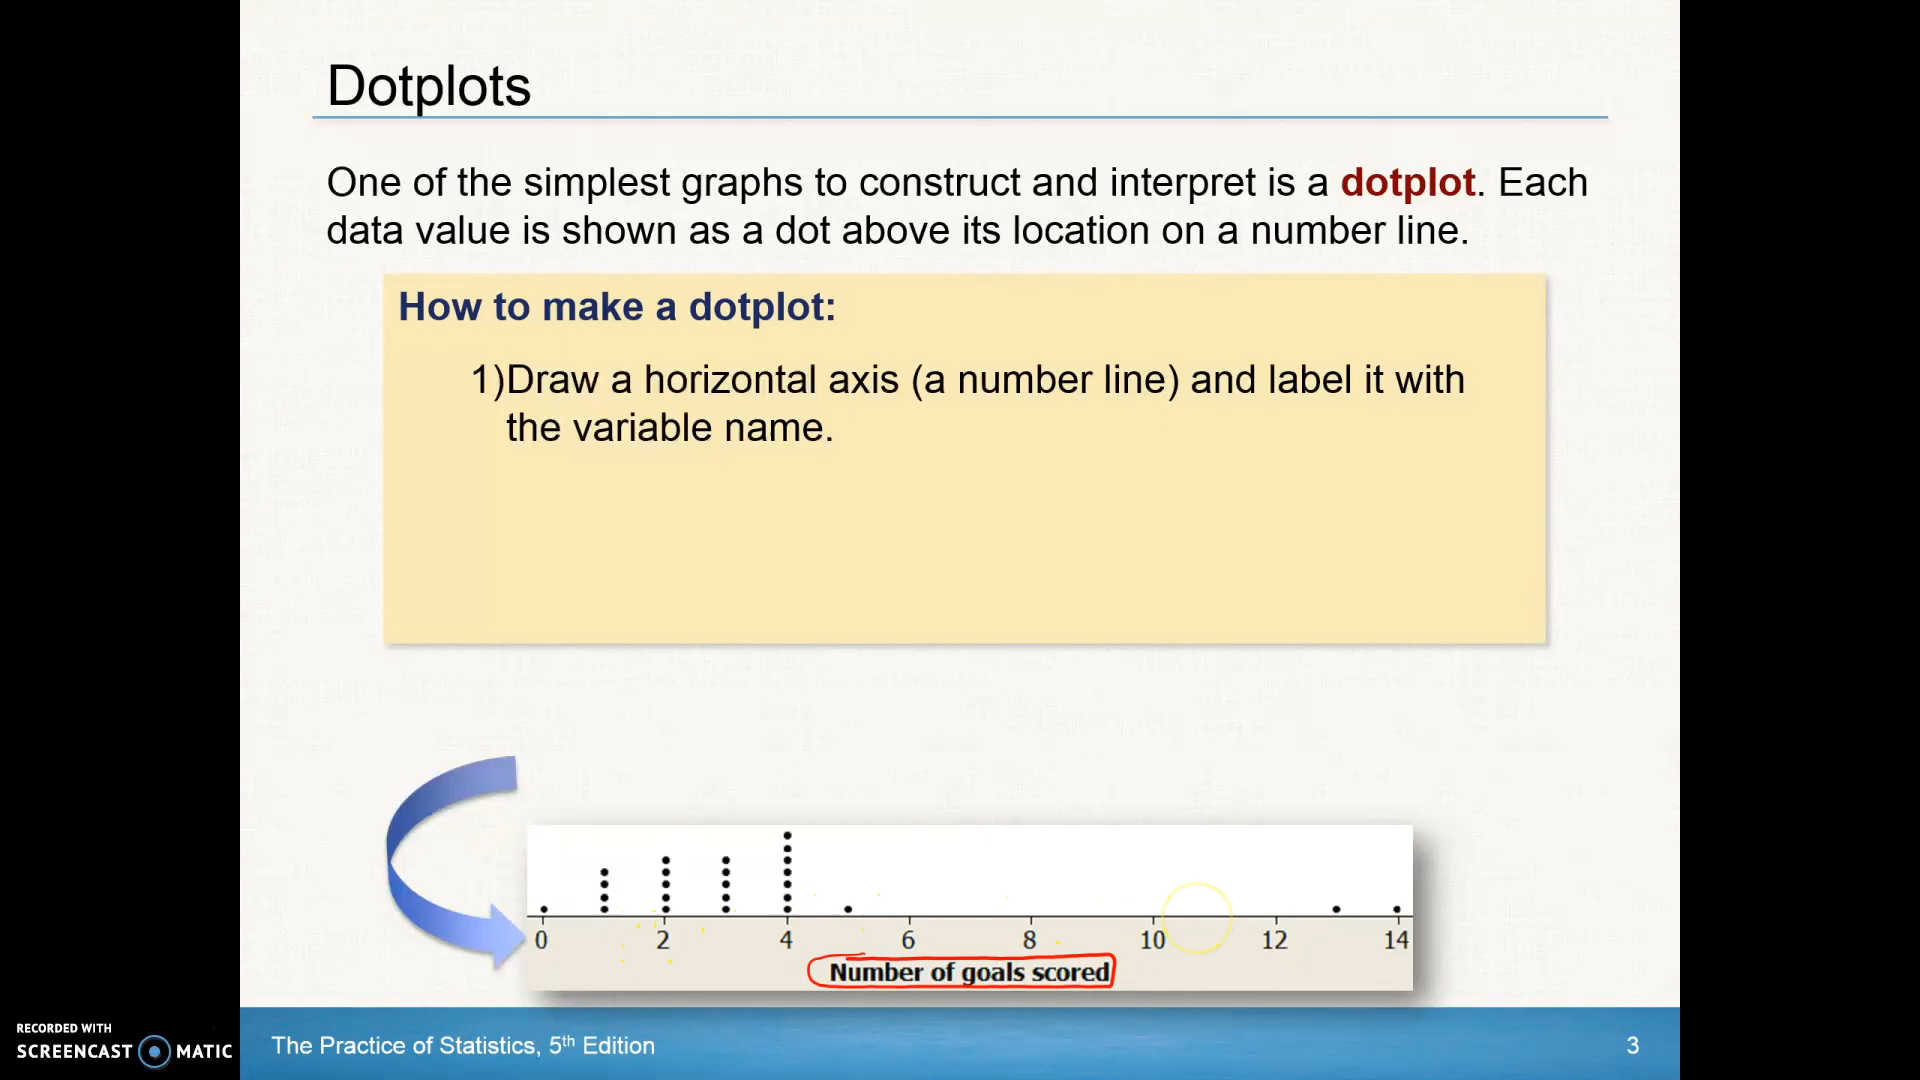 Dotplots
One of the simplest graphs to construct and interpret is a dotplot. Each
data value is shown as a dot above its location on a number line.
How to make a dotplot:
1)Draw a horizontal axis (a number line) and label it with
the variable name.
0 2 4 6 8 10 12 14
Number of goals scored
RECORDED WITH
SCREENCAST MATIC
The Practice of Statistics, 5th Edition
3